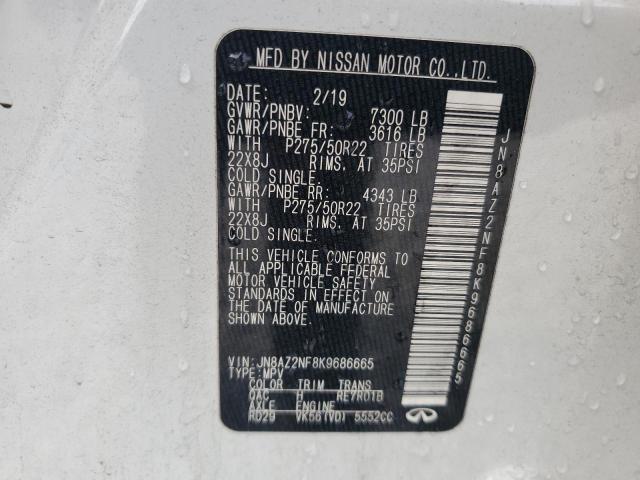 MFD BY NISSAN MOTOR CO.,LTD.
DATE: 2/19
GVWR/PNBV: 7300 LB
GAWR/PNBE FR: 3616 LB
WITH P275/50R22 TIRES
22X8J RIMS, AT 35PSI
COLD SINGLE.
GAWR/PNBE RR: 4343 LB
WITH P275/50R22 TIRES
22X8J RIMS, AT 35PSI
COLD SINGLE.
THIS VEHICLE CONFORMS TO
ALL APPLICABLE FEDERAL
MOTOR VEHICLE SAFETY
STANDARDS IN EFFECT ON
THE DATE OF MANUFACTURE
SHOWN ABOVE.
VIN:JN8AZ2NF8K9686665
TYPE:MPV
COLOR TRIM TRANS
QAC H RE7R01B
AXLE ENGINE
RD29 VK56(VD) 5552CC
JN8AZ2NF8K9686665